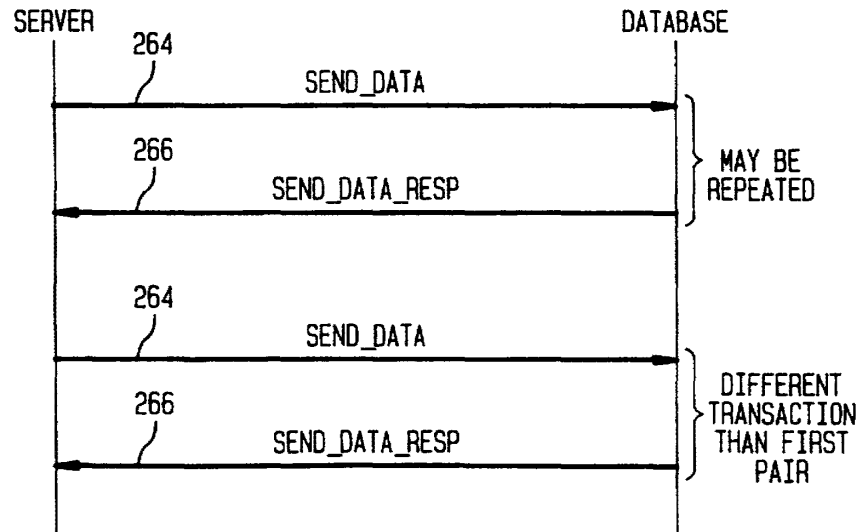 SERVER
DATABASE
264
SEND_DATA
266
SEND_DATA_RESP
MAY BE
REPEATED
264
SEND_DATA
266
SEND_DATA_RESP
DIFFERENT
TRANSACTION
THAN FIRST
PAIR